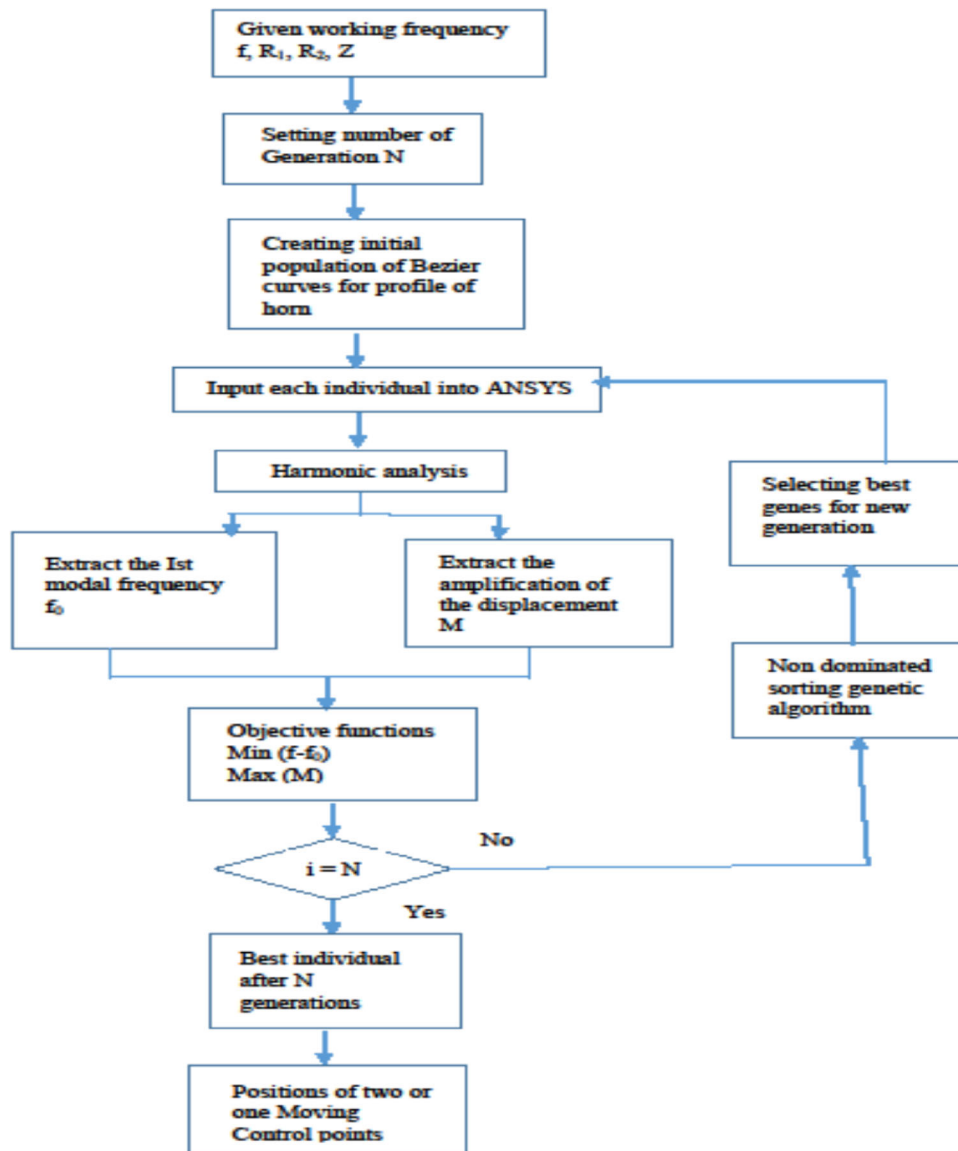 Given working frequency
f, R₁, R₂, Z
Setting number of
Generation N
Creating initial
population of Bezier
curves for profile of
horn
Input each individual into ANSYS
Harmonic analysis
Extract the Ist
modal frequency
f₀
Extract the
amplification of
the displacement
M
Objective functions
Min (f-f₀)
Max (M)
i = N
No
Yes
Non dominated
sorting genetic
algorithm
Selecting best
genes for new
generation
Best individual
after N
generations
Positions of two or
one Moving
Control points